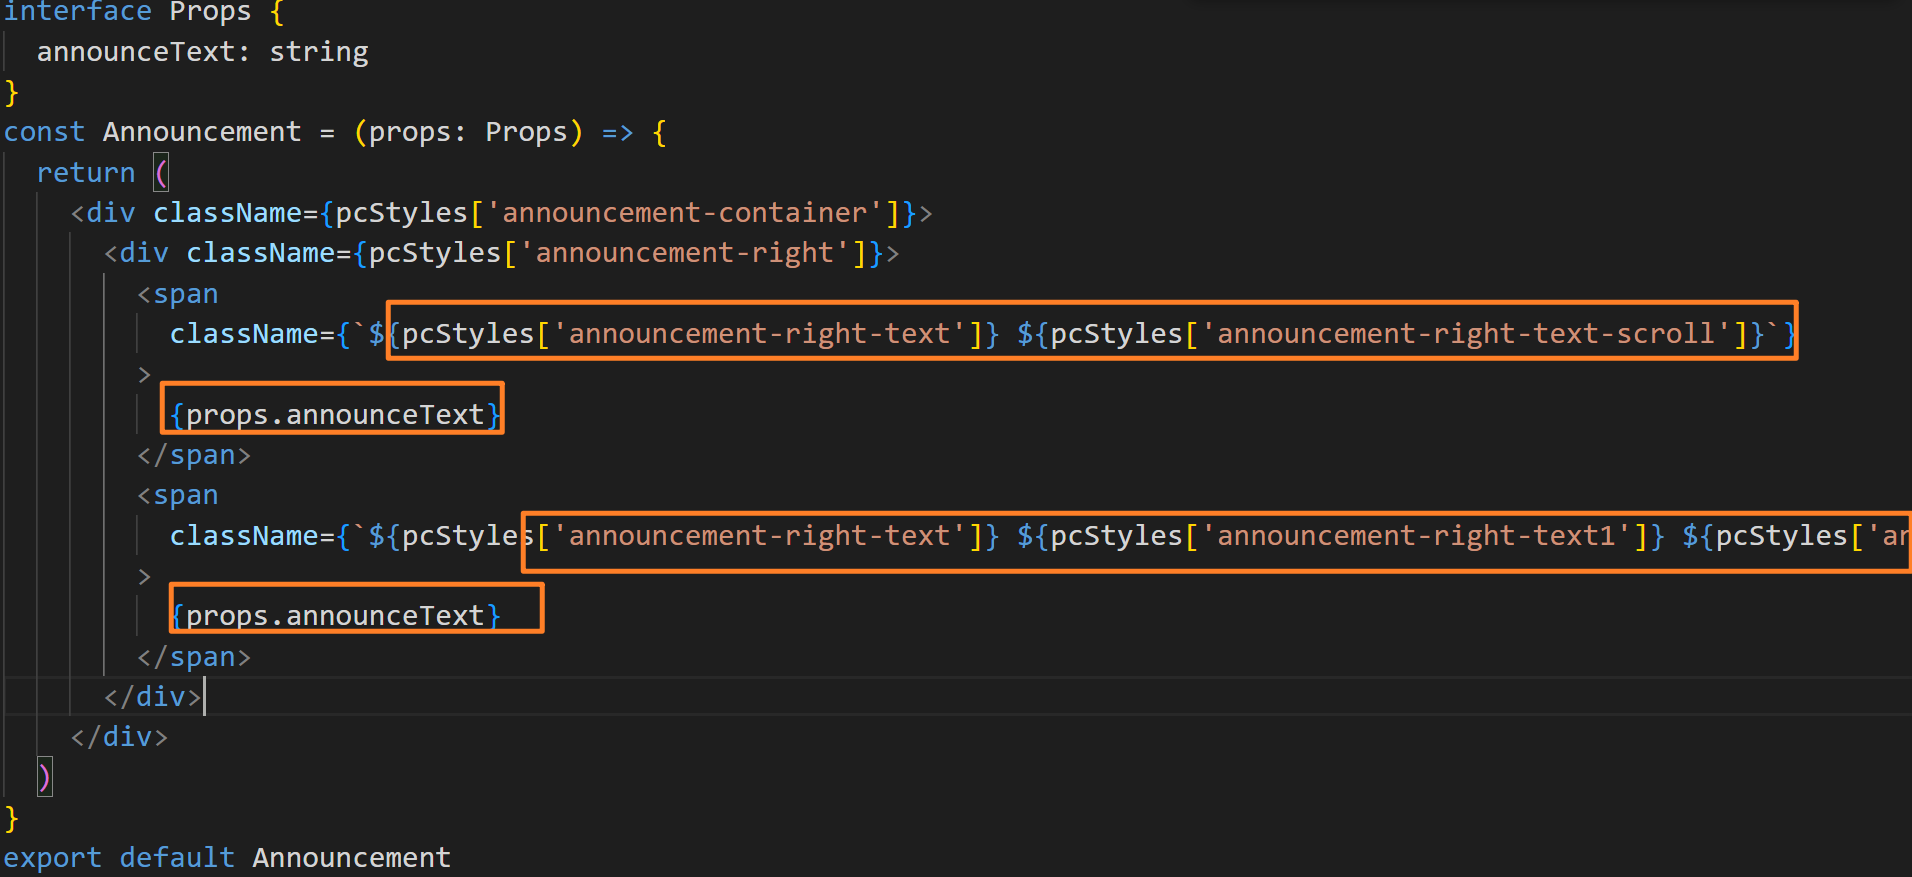 interface Props {
announceText: string
}
const Announcement = (props: Props) => {
return (
<div className={pcStyles['announcement-container']}>
<div className={pcStyles['announcement-right']}>
<span
className={`${pcStyles['announcement-right-text']} ${pcStyles['announcement-right-text-scroll']}`}
>
{props.announceText}
</span>
<span
className={`${pcStyles['announcement-right-text']} ${pcStyles['announcement-right-text1']} ${pcStyles['an
>
{props.announceText}
</span>
</div>
</div>
)
}
export default Announcement